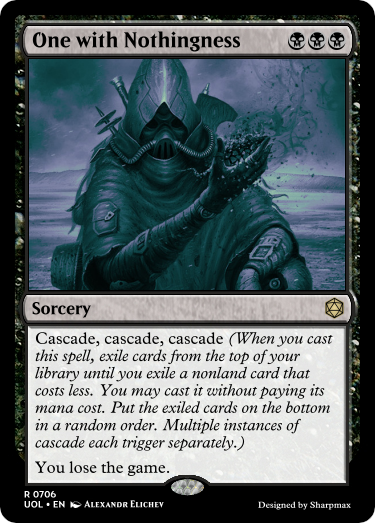 One with Nothingness
Sorcery
Cascade, cascade, cascade (When you cast
this spell, exile cards from the top of your
library until you exile a nonland card that
costs less. You may cast it without paying its
mana cost. Put the exiled cards on the bottom
in a random order. Multiple instances of
cascade each trigger separately.)
You lose the game.
R 0706
UOL • EN Alexandr Elichev
Designed by Sharpmax